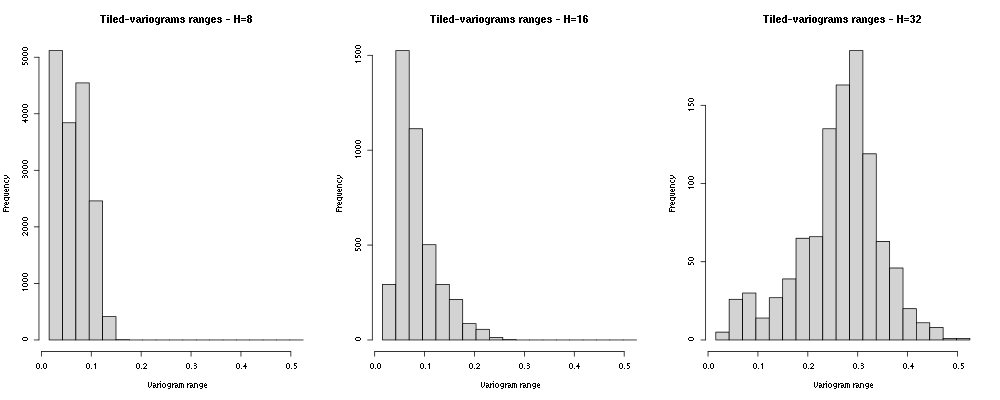 Tiled-variograms ranges - H=8
Frequency
5000
4000
3000
2000
1000
0
0.0 0.1 0.2 0.3 0.4 0.5
Variogram range
Tiled-variograms ranges - H=16
Frequency
1500
1000
500
0
0.0 0.1 0.2 0.3 0.4 0.5
Variogram range
Tiled-variograms ranges - H=32
Frequency
150
100
50
0
0.0 0.1 0.2 0.3 0.4 0.5
Variogram range